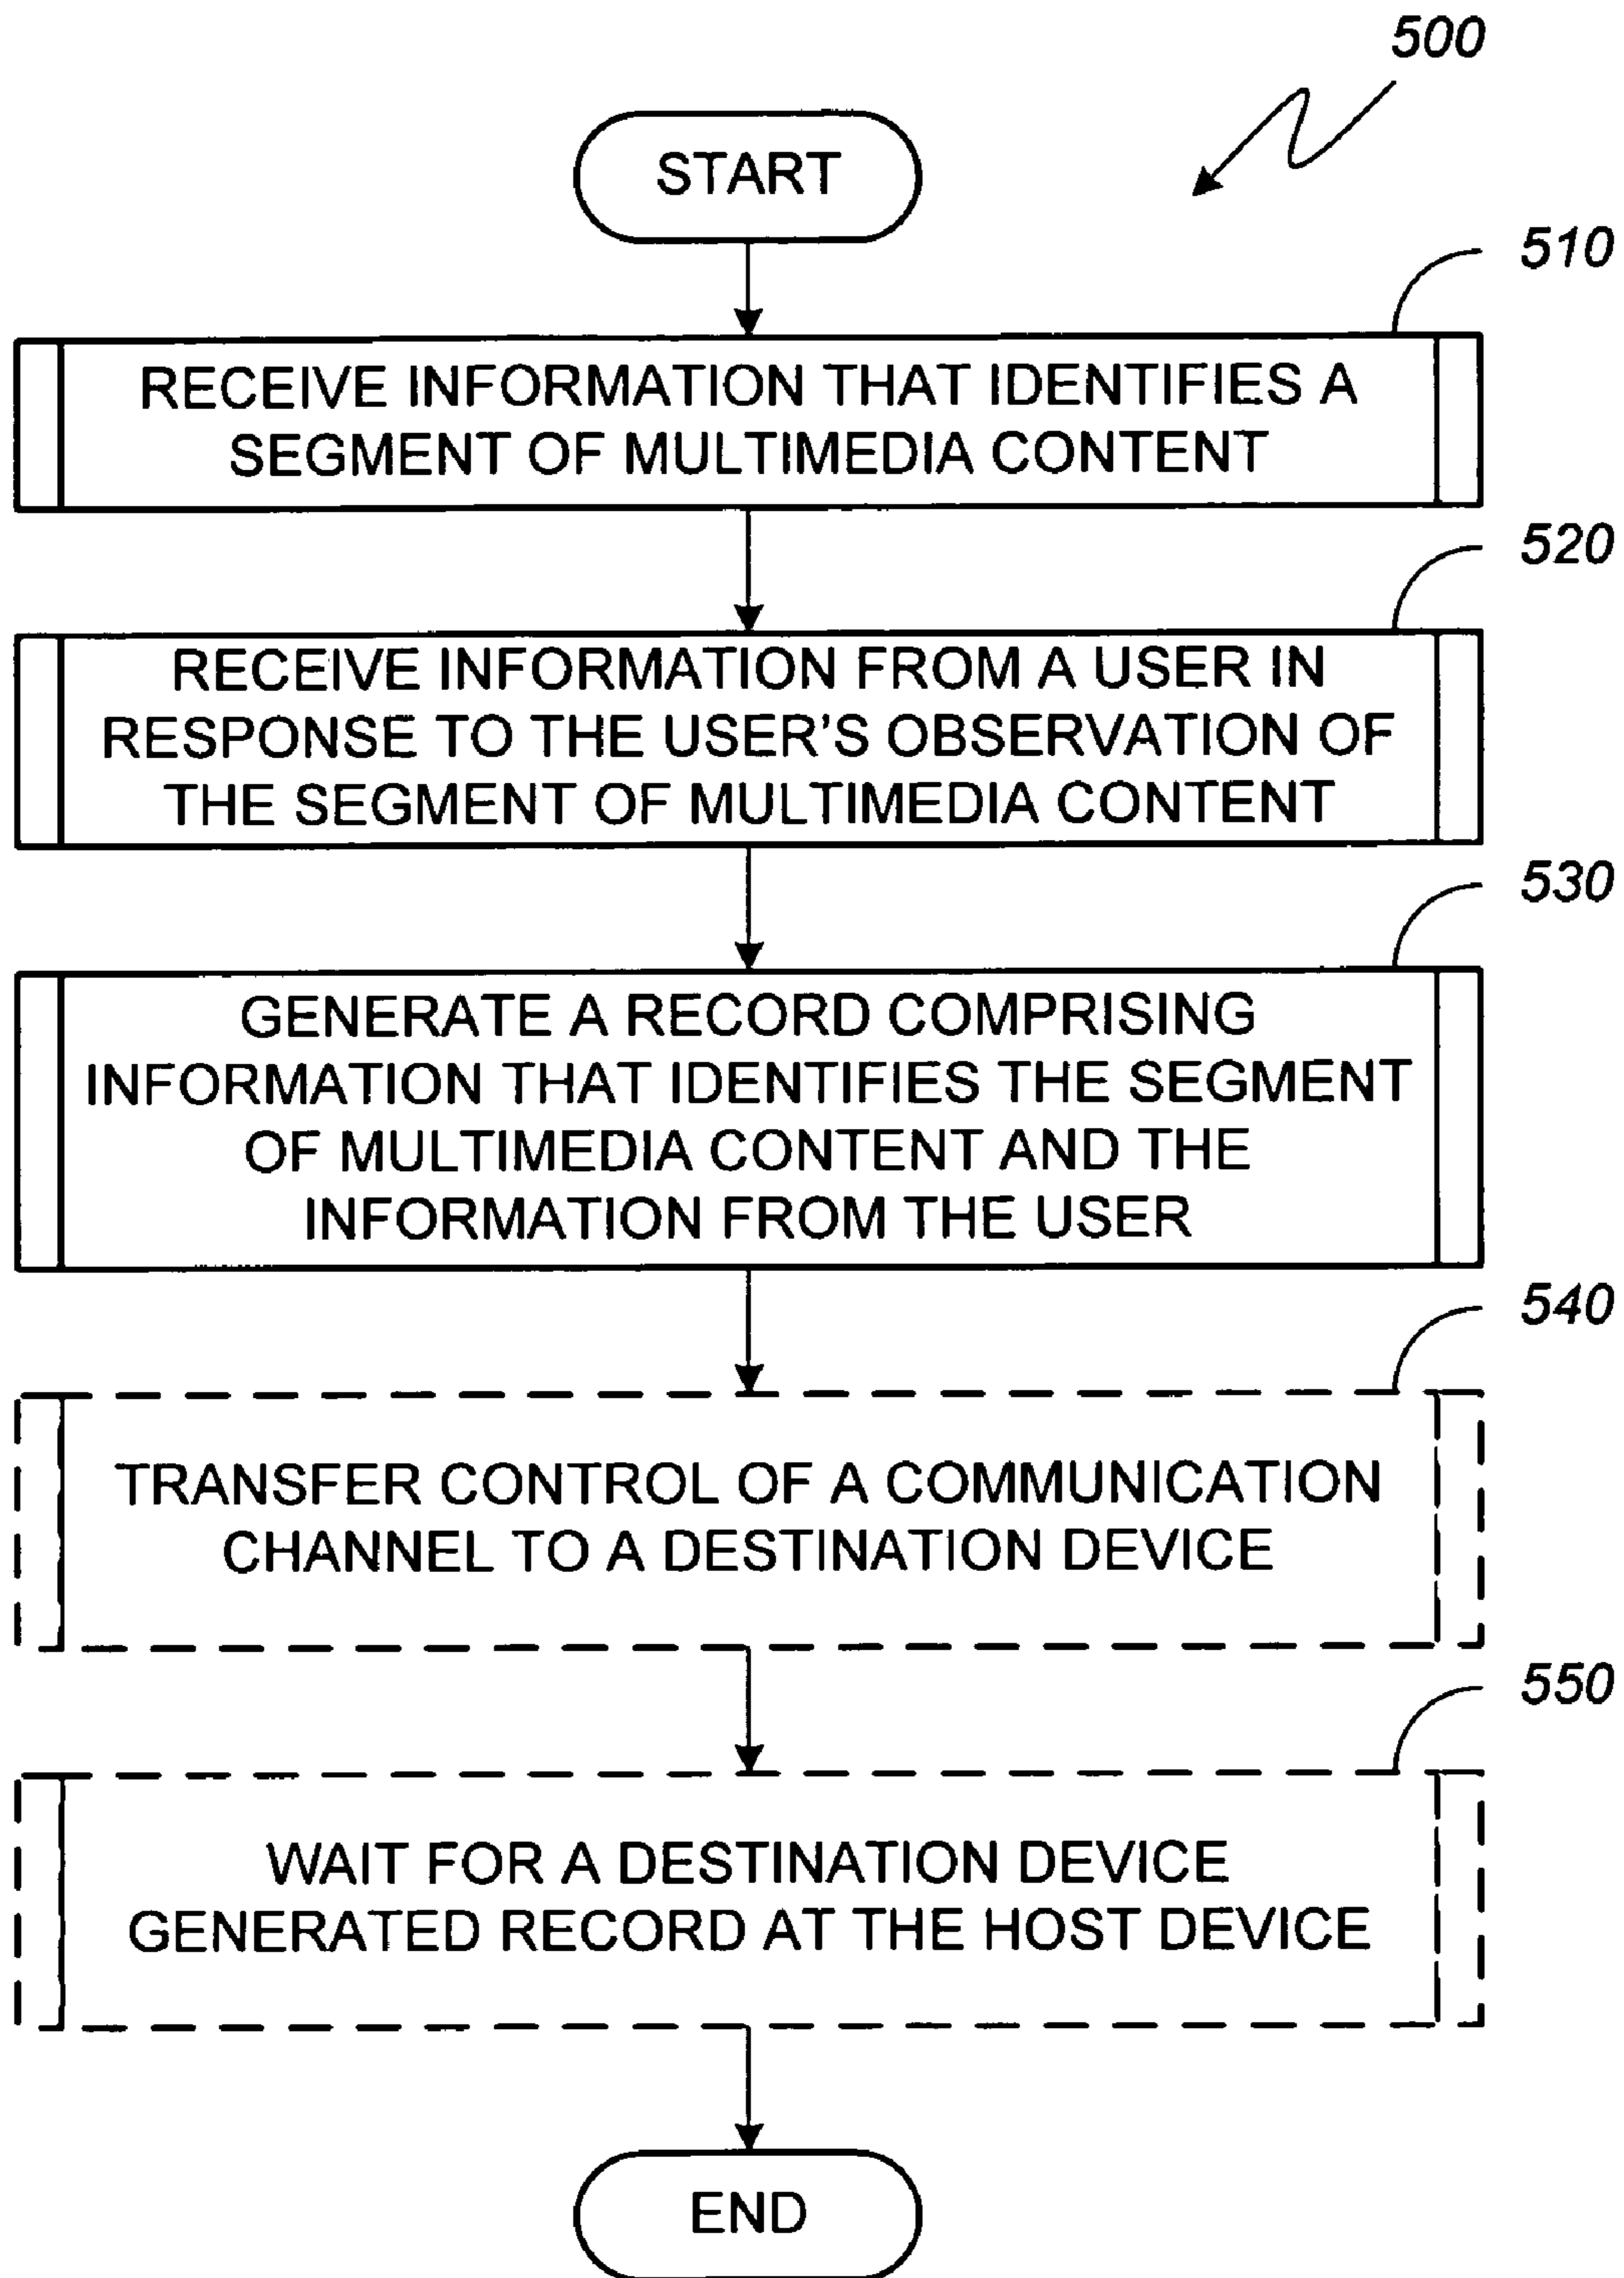 500
START
510
RECEIVE INFORMATION THAT IDENTIFIES A
SEGMENT OF MULTIMEDIA CONTENT
520
RECEIVE INFORMATION FROM A USER IN
RESPONSE TO THE USER'S OBSERVATION OF
THE SEGMENT OF MULTIMEDIA CONTENT
530
GENERATE A RECORD COMPRISING
INFORMATION THAT IDENTIFIES THE SEGMENT
OF MULTIMEDIA CONTENT AND THE
INFORMATION FROM THE USER
540
TRANSFER CONTROL OF A COMMUNICATION
CHANNEL TO A DESTINATION DEVICE
550
WAIT FOR A DESTINATION DEVICE
GENERATED RECORD AT THE HOST DEVICE
END